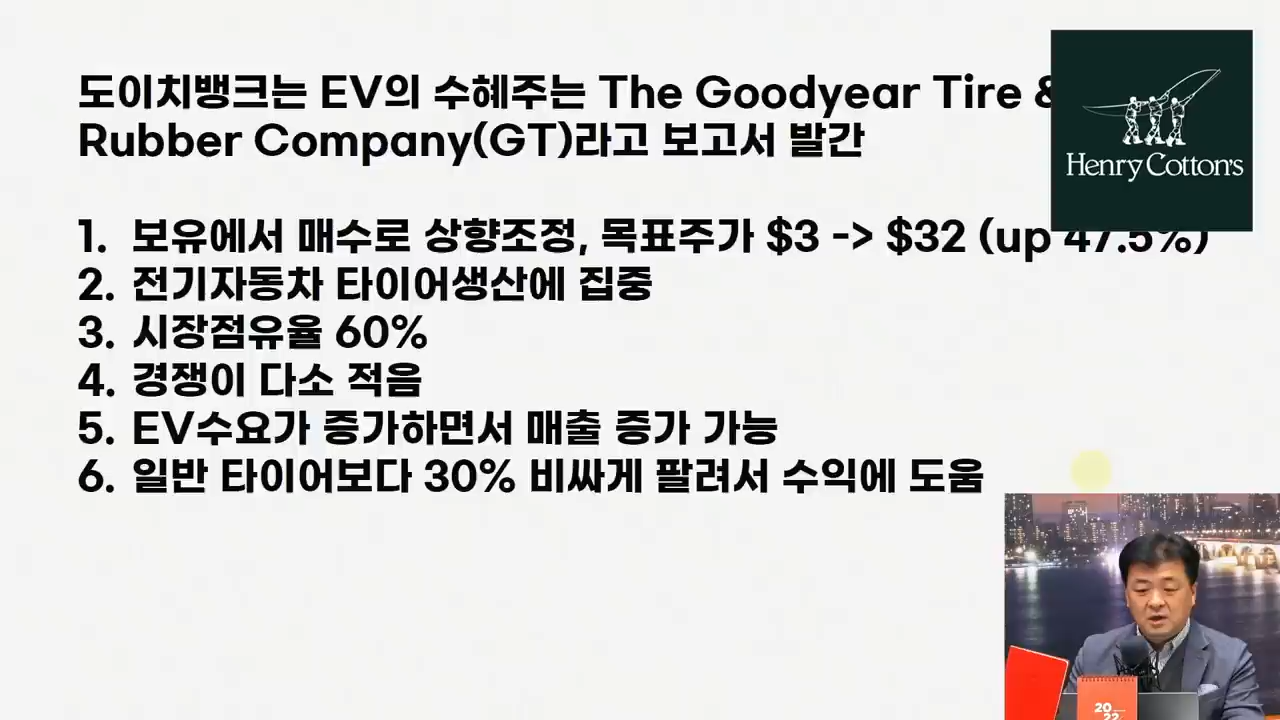 도이치뱅크는 EV의 수혜주는 The Goodyear Tire &
Rubber Company(GT)라고 보고서 발간
Henry Cotton's
1. 보유에서 매수로 상향조정, 목표주가 $3 -> $32 (up 47.5%)
2. 전기자동차 타이어생산에 집중
3. 시장점유율 60%
4. 경쟁이 다소 적음
5. EV수요가 증가하면서 매출 증가 가능
6. 일반 타이어보다 30% 비싸게 팔려서 수익에 도움
20
22